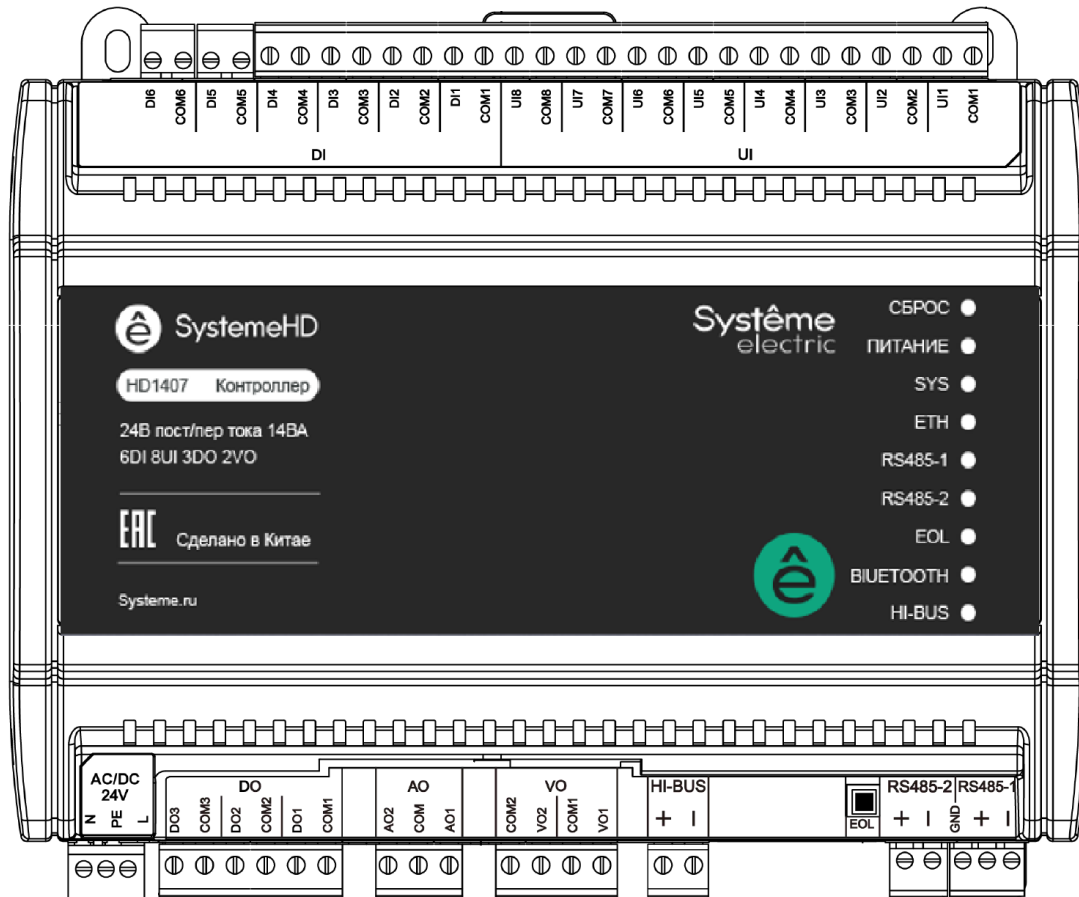 DI6 COM6 DI5 COM5 DI4 COM4 DI3 COM3 DI2 COM2 DI1 COM1 UI8 COM8 UI7 COM7 UI6 COM6 UI5 COM5 UI4 COM4 UI3 COM3 UI2 COM2 UI1 COM1
DI UI
ê SystemeHD
HD1407 Контроллер
24В пост/пер тока 14ВА
6DI 8UI 3DO 2VO
EAC Сделано в Китае
Systeme.ru
Système
electric
ê
СБРОС
ПИТАНИЕ
SYS
ETH
RS485-1
RS485-2
EOL
BIUETOOTH
HI-BUS
AC/DC
24V
N PE L
DO
DO3 COM3 DO2 COM2 DO1 COM1
AO
AO2 COM AO1
VO
COM2 VO2 COM1 VO1
HI-BUS
+ −
EOL
RS485-2 RS485-1
+ − GND + −